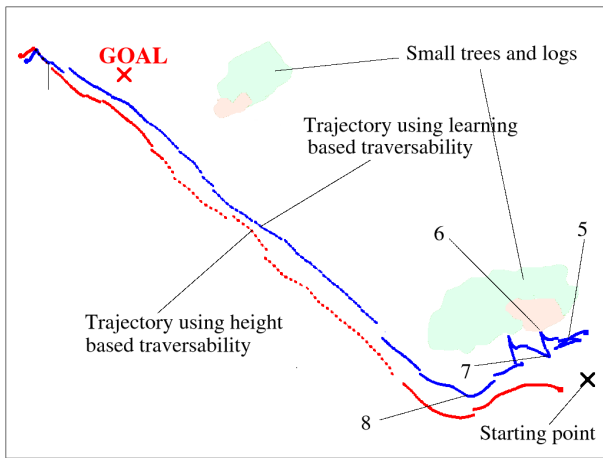 GOAL
Small trees and logs
Trajectory using learning
based traversability
6
5
Trajectory using height
based traversability
7
8
Starting point